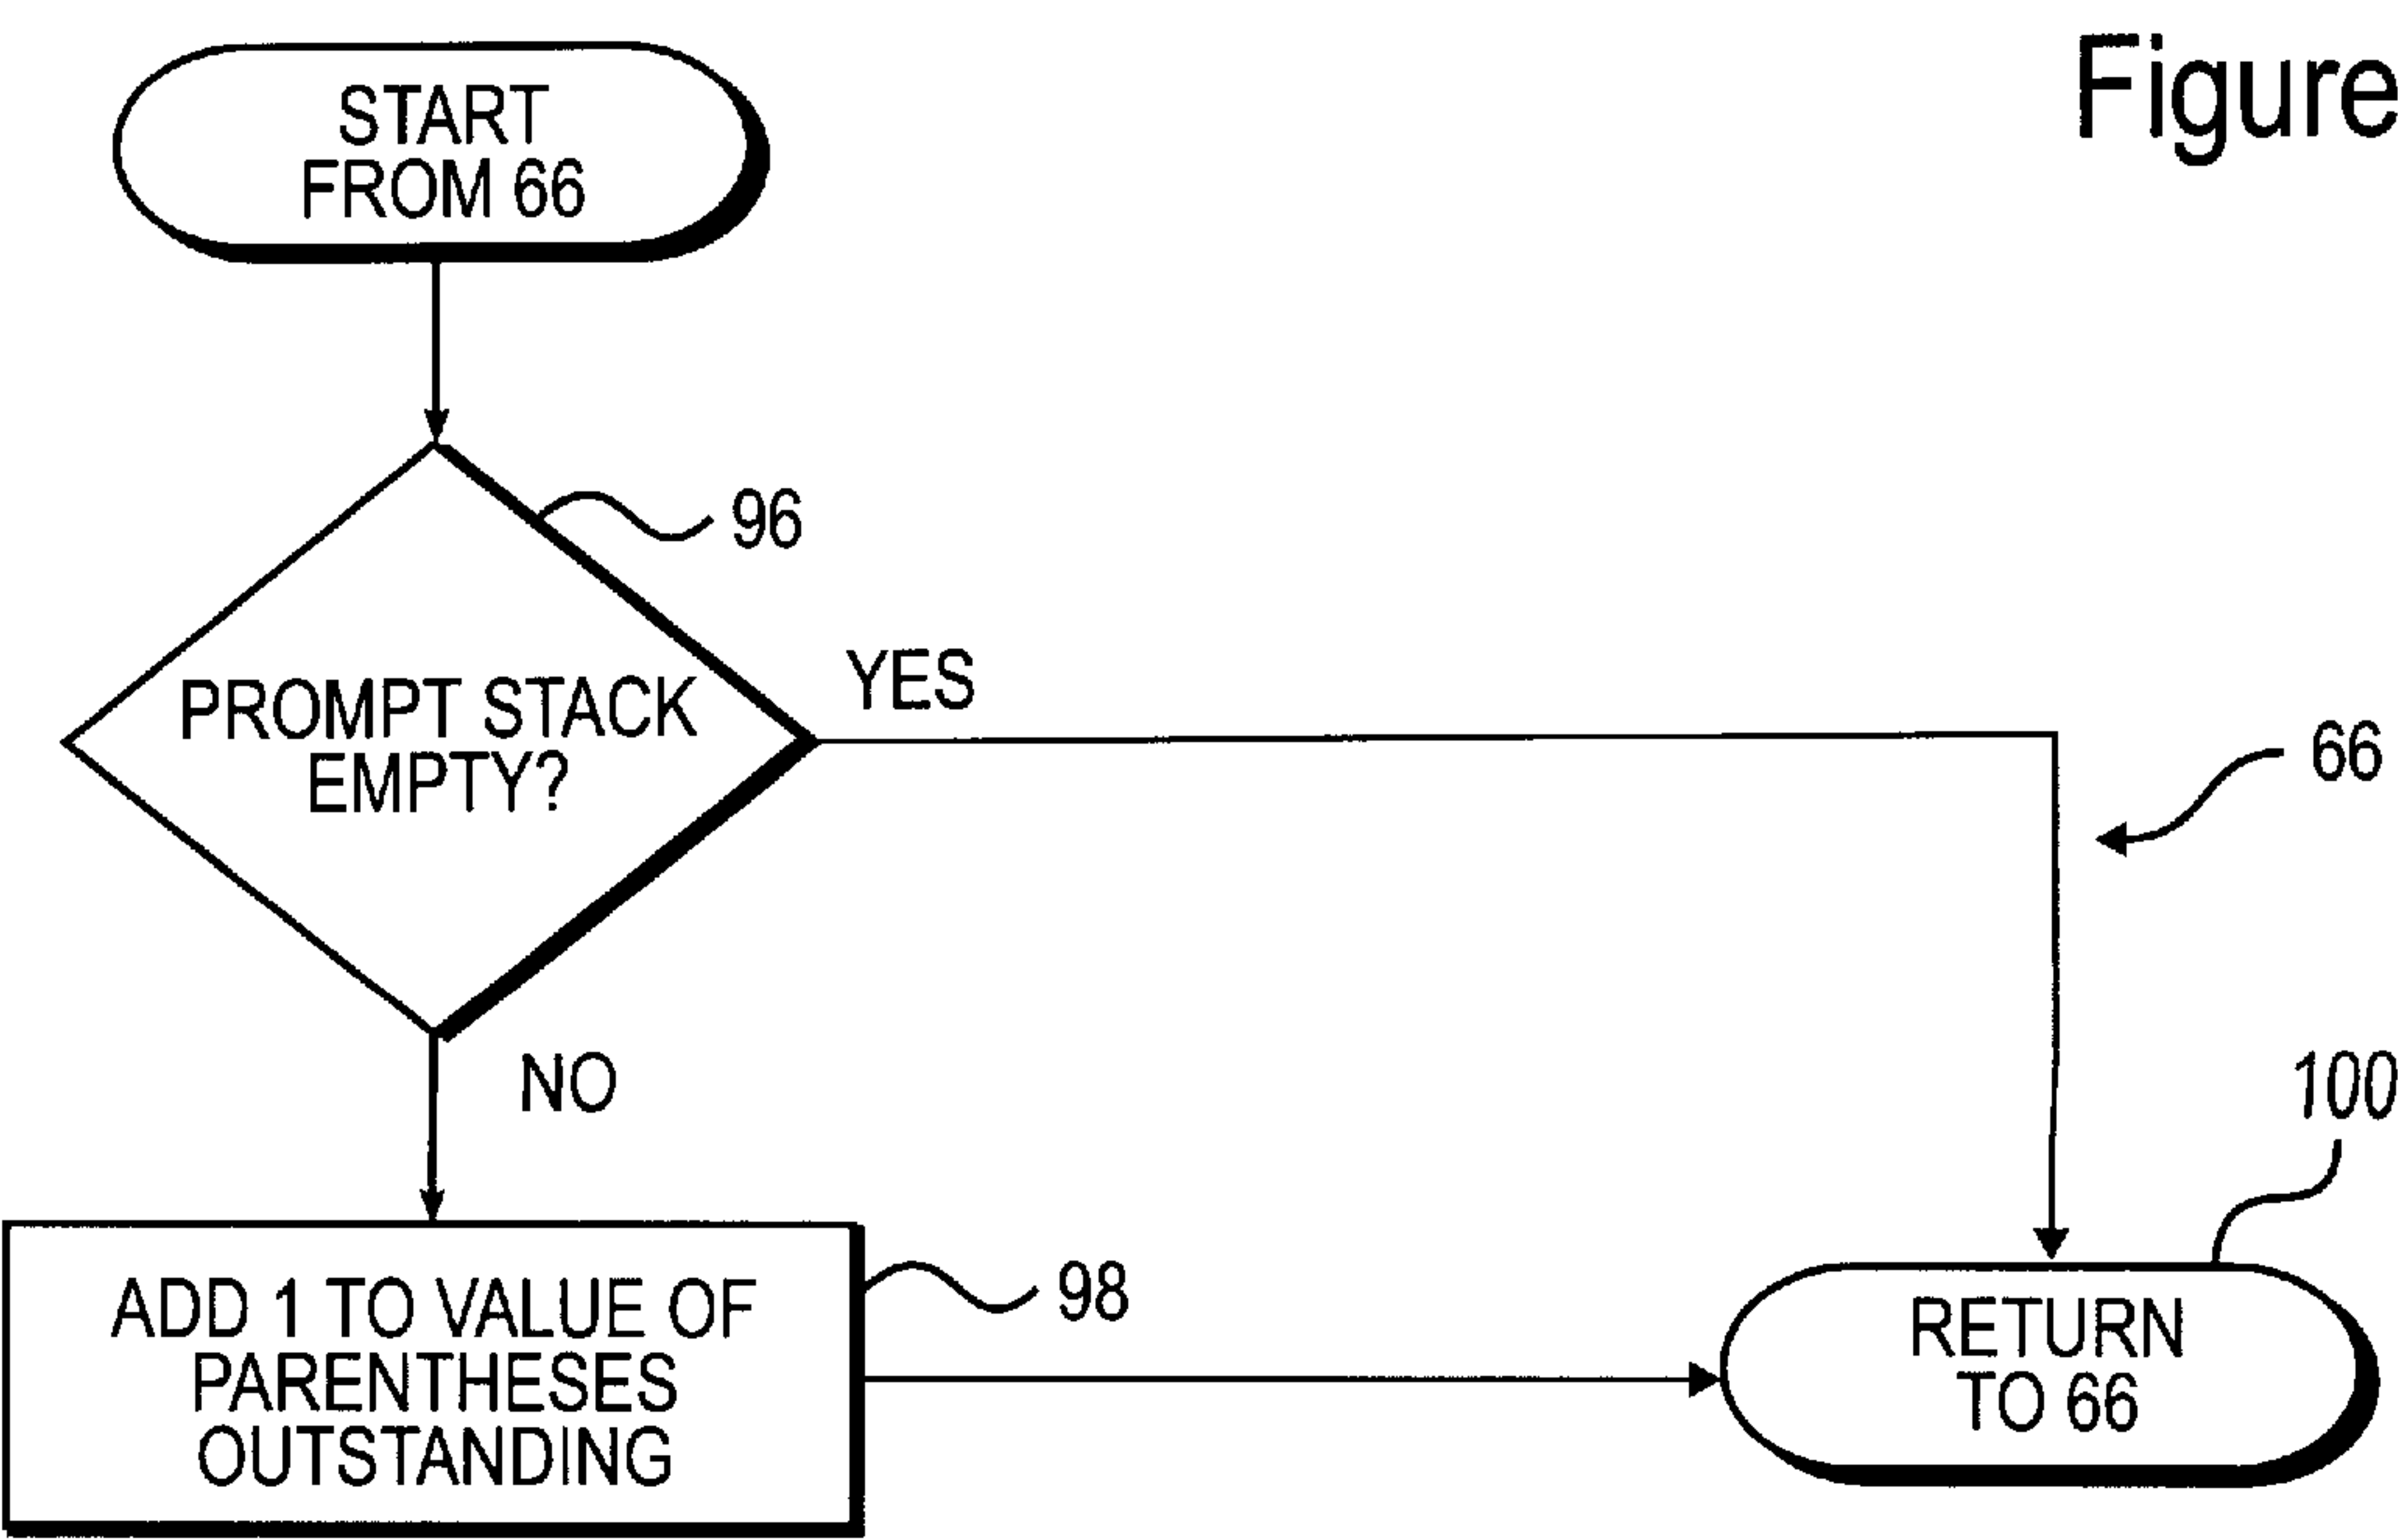 Figure
START
FROM 66
96
PROMPT STACK
EMPTY?
YES
66
NO
100
ADD 1 TO VALUE OF
PARENTHESES
OUTSTANDING
98
RETURN
TO 66